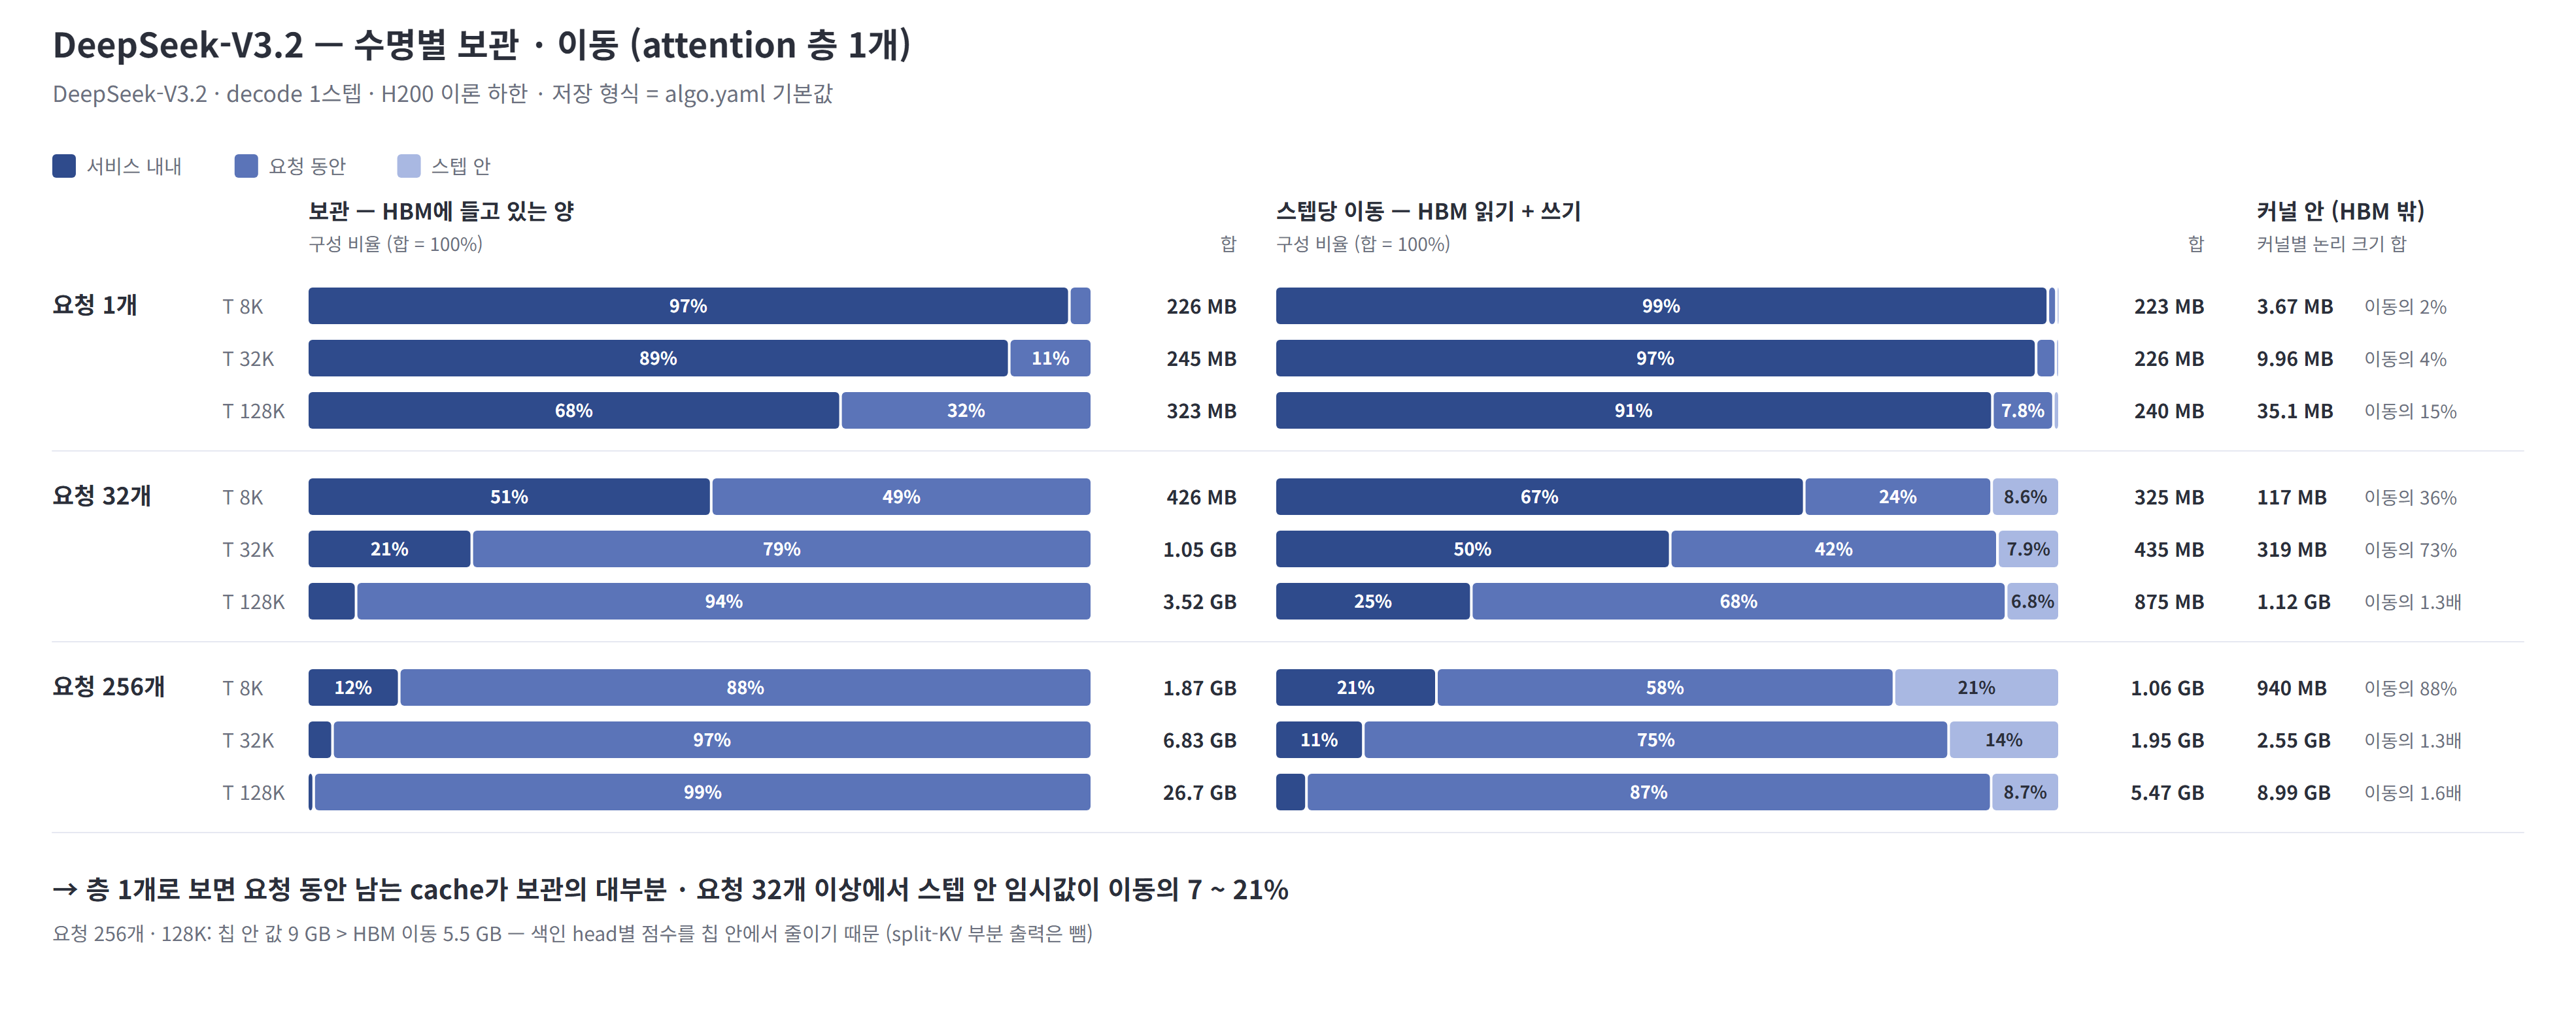 DeepSeek-V3.2 — 수명별 보관 · 이동 (attention 층 1개)
DeepSeek-V3.2 · decode 1스텝 · H200 이론 하한 · 저장 형식 = algo.yaml 기본값
서비스 내내 요청 동안 스텝 안
보관 — HBM에 들고 있는 양 스텝당 이동 — HBM 읽기 + 쓰기 커널 안 (HBM 밖)
구성 비율 (합 = 100%) 합 구성 비율 (합 = 100%) 합 커널별 논리 크기 합
요청 1개 T 8K 97% 226 MB 99% 223 MB 3.67 MB 이동의 2%
T 32K 89% 11% 245 MB 97% 226 MB 9.96 MB 이동의 4%
T 128K 68% 32% 323 MB 91% 7.8% 240 MB 35.1 MB 이동의 15%
요청 32개 T 8K 51% 49% 426 MB 67% 24% 8.6% 325 MB 117 MB 이동의 36%
T 32K 21% 79% 1.05 GB 50% 42% 7.9% 435 MB 319 MB 이동의 73%
T 128K 94% 3.52 GB 25% 68% 6.8% 875 MB 1.12 GB 이동의 1.3배
요청 256개 T 8K 12% 88% 1.87 GB 21% 58% 21% 1.06 GB 940 MB 이동의 88%
T 32K 97% 6.83 GB 11% 75% 14% 1.95 GB 2.55 GB 이동의 1.3배
T 128K 99% 26.7 GB 87% 8.7% 5.47 GB 8.99 GB 이동의 1.6배
→ 층 1개로 보면 요청 동안 남는 cache가 보관의 대부분 · 요청 32개 이상에서 스텝 안 임시값이 이동의 7 ~ 21%
요청 256개 · 128K: 칩 안 값 9 GB > HBM 이동 5.5 GB — 색인 head별 점수를 칩 안에서 줄이기 때문 (split-KV 부분 출력은 뺌)